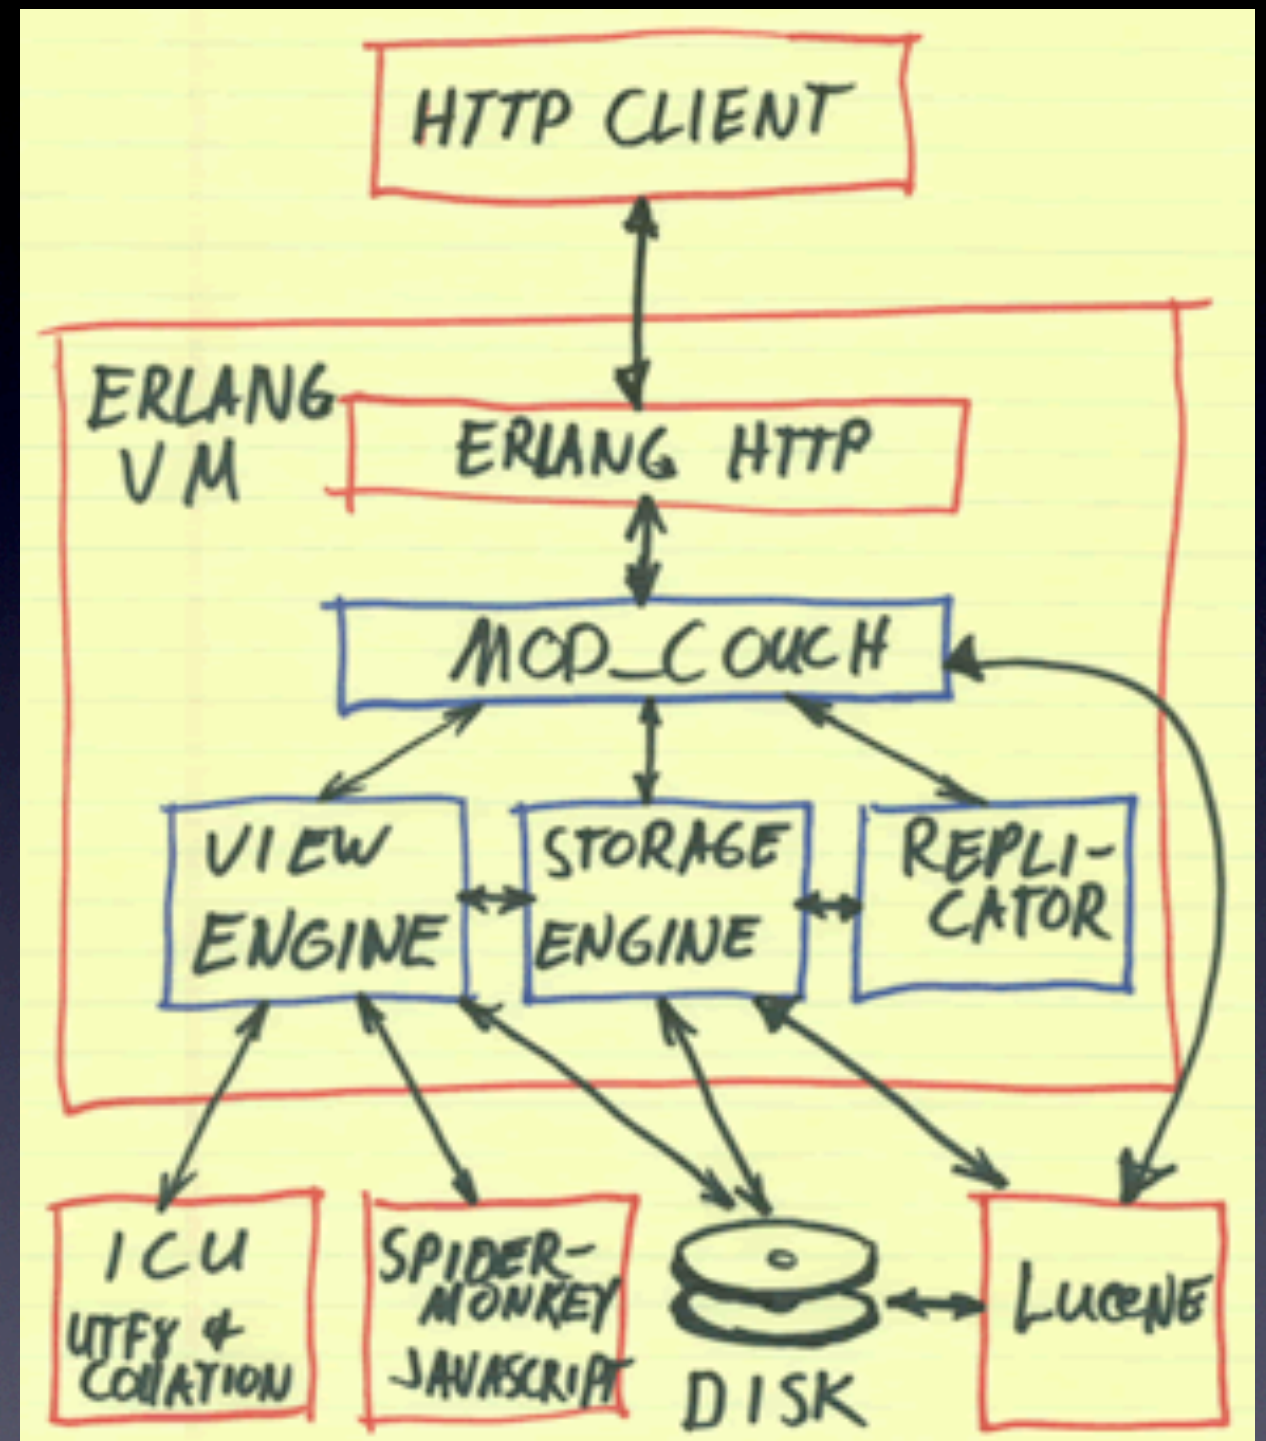 HTTP CLIENT
ERLANG
VM
ERLANG HTTP
MOD_COUCH
VIEW
ENGINE
STORAGE
ENGINE
REPLI-
CATOR
ICU
UTF8 &
COLLATION
SPIDER-
MONKEY
JAVASCRIPT
DISK
LUCENE